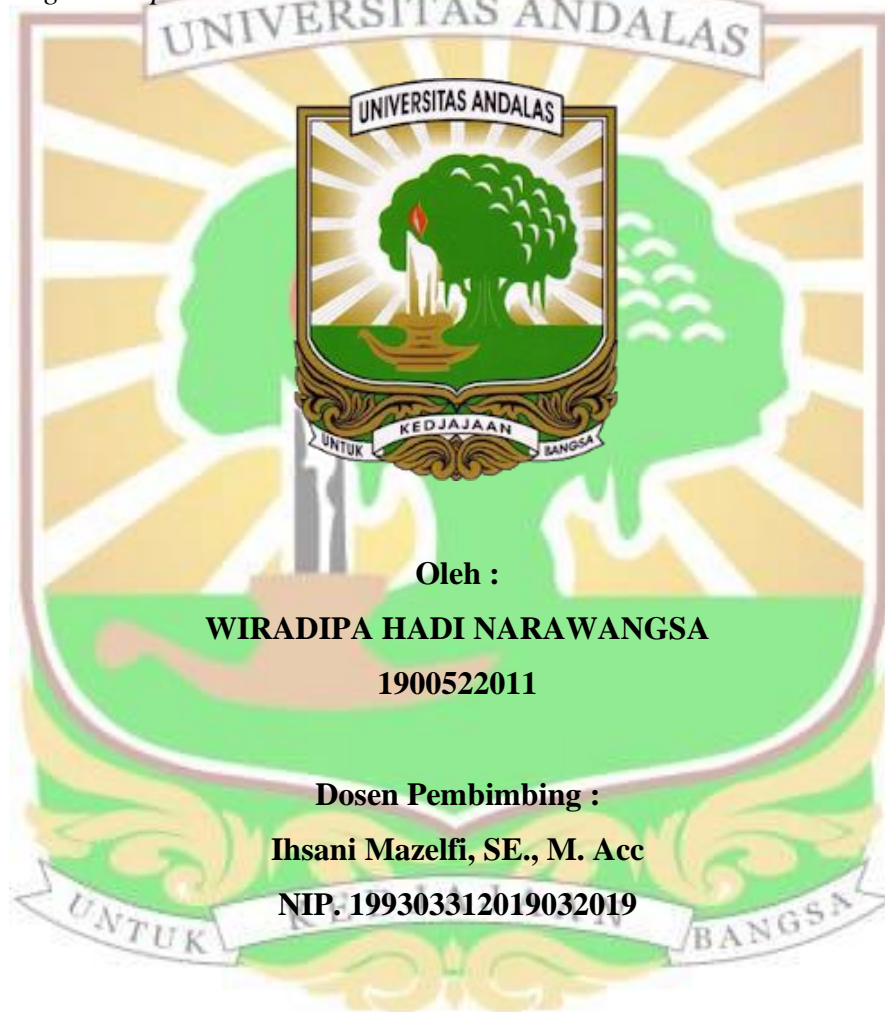 UNIVERSITAS ANDALAS
UNIVERSITAS ANDALAS
UNTUK KEDJAJAAN BANGSA
Oleh :
WIRADIPA HADI NARAWANGSA
1900522011
Dosen Pembimbing :
Ihsani Mazelfi, SE., M. Acc
NIP. 199303312019032019
UNTUK KEDJAJAAN BANGSA